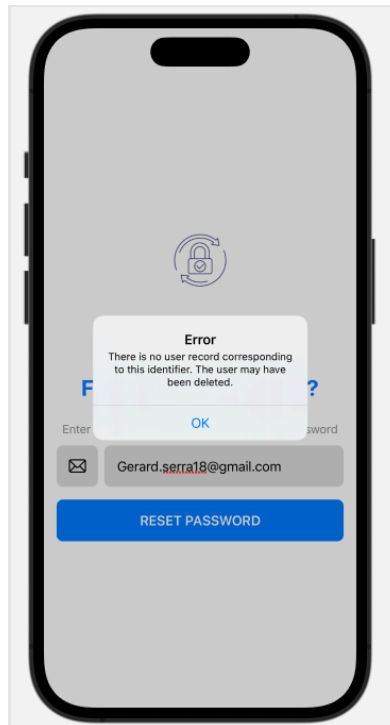 Error
There is no user record corresponding
to this identifier. The user may have
been deleted.
OK
F ?
Enter sword
Gerard.serra18@gmail.com
RESET PASSWORD